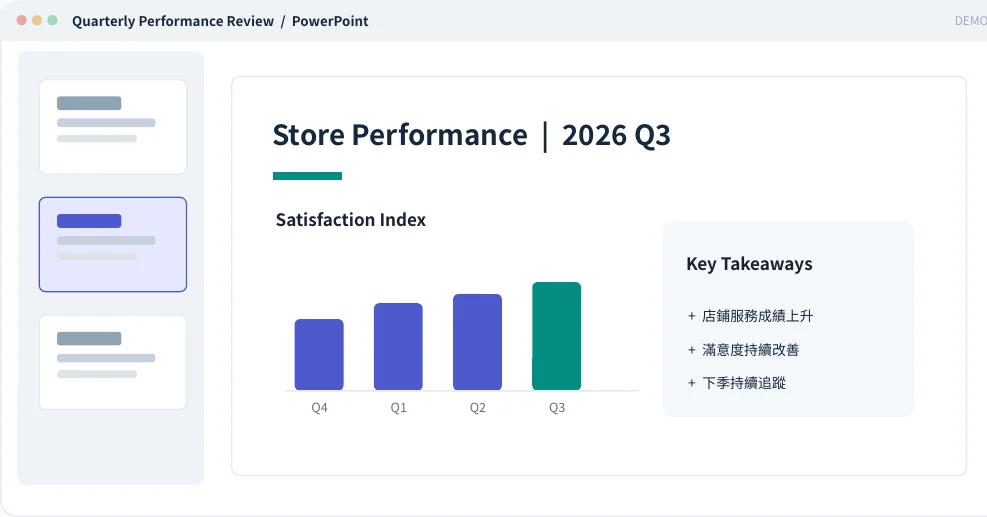 Quarterly Performance Review / PowerPoint
DEMO
Store Performance | 2026 Q3
Satisfaction Index
Q4 Q1 Q2 Q3
Key Takeaways
+ 店鋪服務成績上升
+ 滿意度持續改善
+ 下季持續追蹤